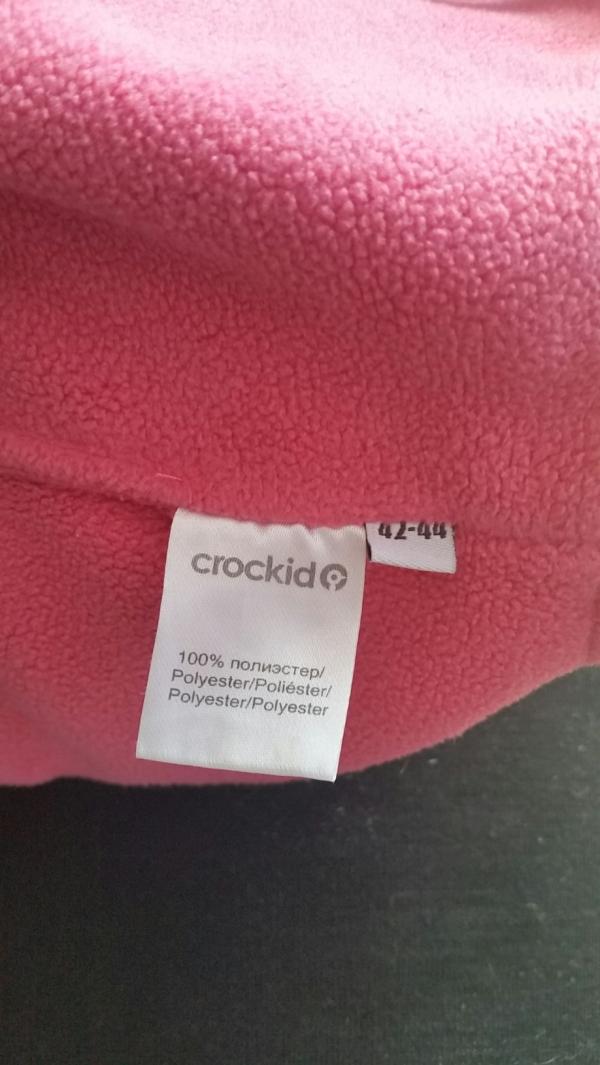 crockid
42-44
100% полиэстер/
Polyester/Poliéster/
Polyester/Polyester